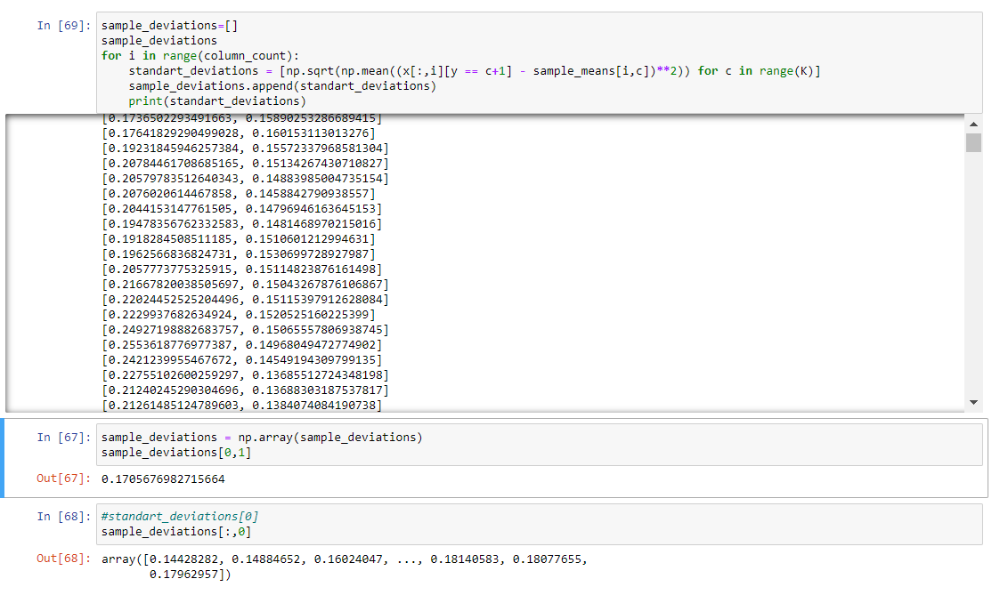 In [69]: sample_deviations=[]
sample_deviations
for i in range(column_count):
    standart_deviations = [np.sqrt(np.mean((x[:,i][y == c+1] - sample_means[i,c])**2)) for c in range(K)]
    sample_deviations.append(standart_deviations)
    print(standart_deviations)
[0.1736502293491663, 0.15890253286689415]
[0.17641829290499028, 0.160153113013276]
[0.19231845946257384, 0.15572337968581304]
[0.20784461708685165, 0.15134267430710827]
[0.20579783512640343, 0.14883985004735154]
[0.2076020614467858, 0.1458842790938557]
[0.2044153147761505, 0.14796946163645153]
[0.19478356762332583, 0.1481468970215016]
[0.1918284508511185, 0.1510601212994631]
[0.1962566836824731, 0.1530699728927987]
[0.2057773775325915, 0.15114823876161498]
[0.21667820038505697, 0.15043267876106867]
[0.22024452525204496, 0.15115397912628084]
[0.2229937682634924, 0.1520525160225399]
[0.24927198882683757, 0.15065557806938745]
[0.2553618776977387, 0.14968049472774902]
[0.2421239955467672, 0.14549194309799135]
[0.22755102600259297, 0.13685512724348198]
[0.21240245290304696, 0.13688303187537817]
[0.21261485124789603, 0.1384074084190738]
In [67]: sample_deviations = np.array(sample_deviations)
sample_deviations[0,1]
Out[67]: 0.1705676982715664
In [68]: #standart_deviations[0]
sample_deviations[:,0]
Out[68]: array([0.14428282, 0.14884652, 0.16024047, ..., 0.18140583, 0.18077655,
       0.17962957])